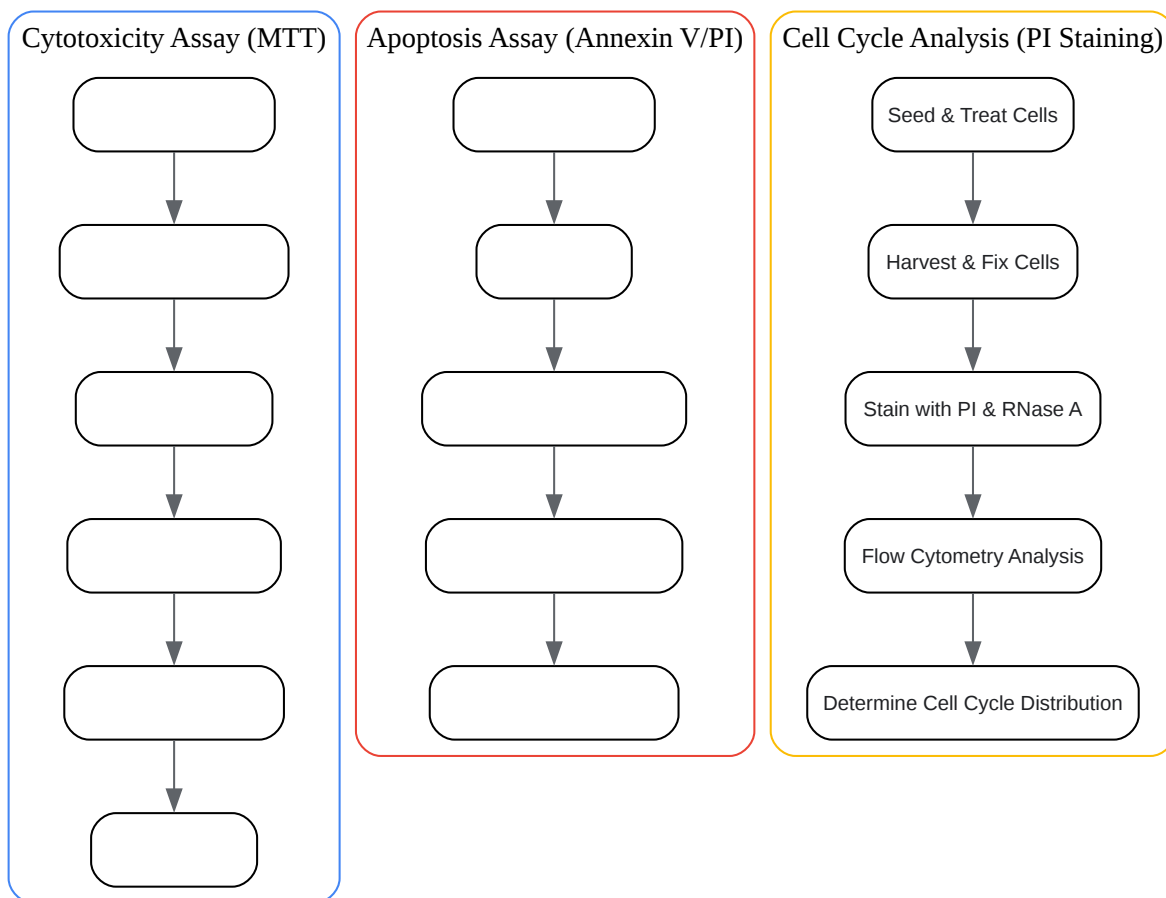 Cytotoxicity Assay (MTT)
Apoptosis Assay (Annexin V/PI)
Cell Cycle Analysis (PI Staining)
Seed & Treat Cells
Harvest & Fix Cells
Stain with PI & RNase A
Flow Cytometry Analysis
Determine Cell Cycle Distribution